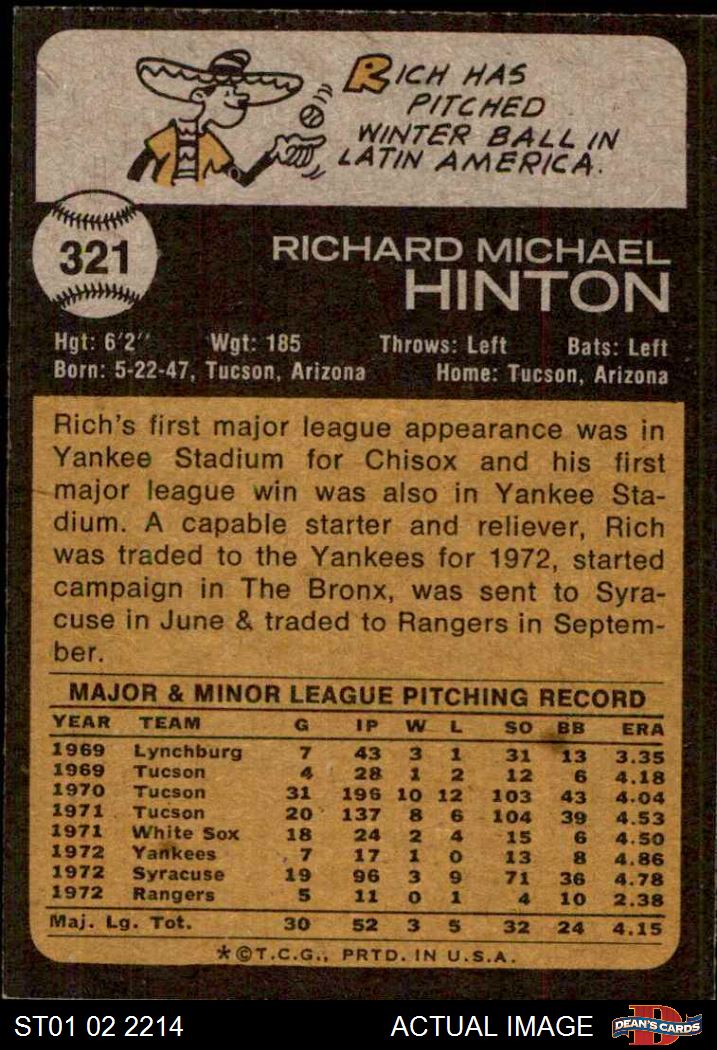 RICH HAS
PITCHED
WINTER BALL IN
LATIN AMERICA.
321
RICHARD MICHAEL
HINTON
Hgt: 6'2'' Wgt: 185 Throws: Left Bats: Left
Born: 5-22-47, Tucson, Arizona Home: Tucson, Arizona
Rich's first major league appearance was in
Yankee Stadium for Chisox and his first
major league win was also in Yankee Sta-
dium. A capable starter and reliever, Rich
was traded to the Yankees for 1972, started
campaign in The Bronx, was sent to Syra-
cuse in June & traded to Rangers in Septem-
ber.
MAJOR & MINOR LEAGUE PITCHING RECORD
YEAR TEAM G IP W L SO BB ERA
1969 Lynchburg 7 43 3 1 31 13 3.35
1969 Tucson 4 28 1 2 12 6 4.18
1970 Tucson 31 196 10 12 103 43 4.04
1971 Tucson 20 137 8 6 104 39 4.53
1971 White Sox 18 24 2 4 15 6 4.50
1972 Yankees 7 17 1 0 13 8 4.86
1972 Syracuse 19 96 3 9 71 36 4.78
1972 Rangers 5 11 0 1 4 10 2.38
Maj. Lg. Tot. 30 52 3 5 32 24 4.15
*©T.C.G., PRTD. IN U.S.A.
ST01 02 2214 ACTUAL IMAGE D DEAN'S CARDS